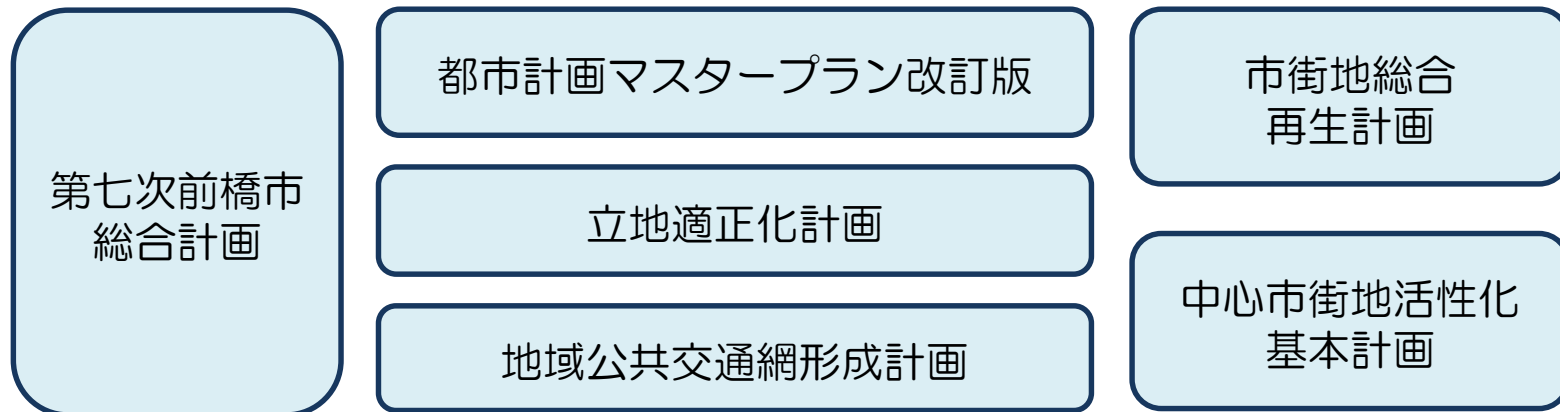 第七次前橋市
総合計画
都市計画マスタープラン改訂版
立地適正化計画
地域公共交通網形成計画
市街地総合
再生計画
中心市街地活性化
基本計画